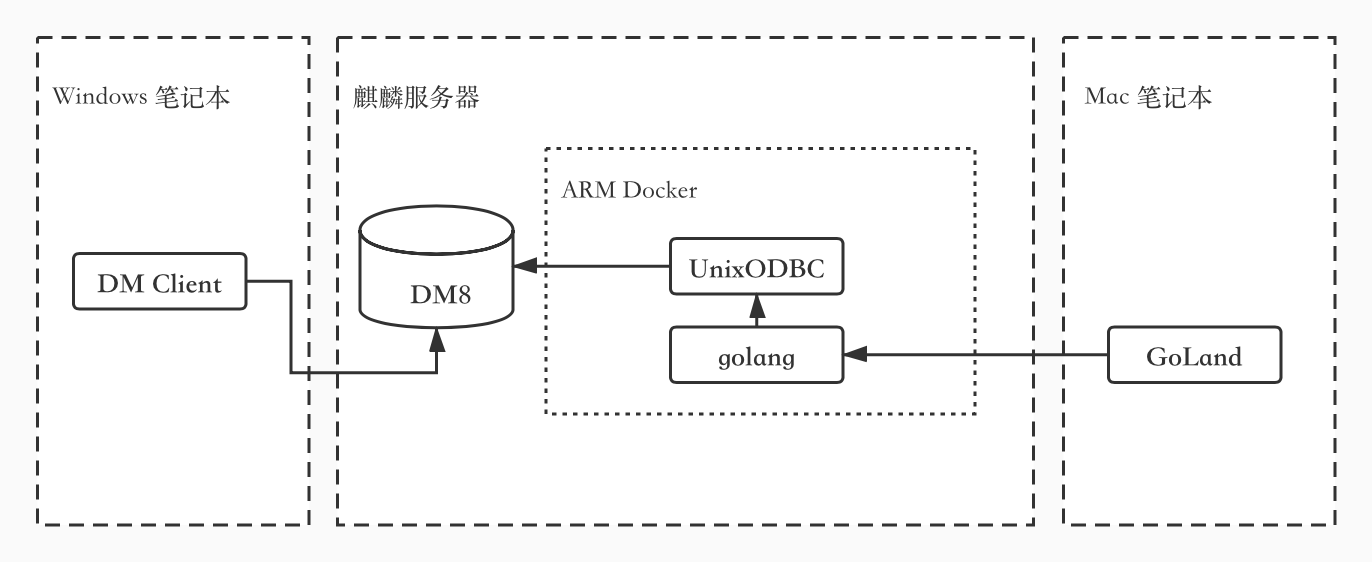 Windows 笔记本
麒麟服务器
Mac 笔记本
ARM Docker
DM Client
DM8
UnixODBC
golang
GoLand